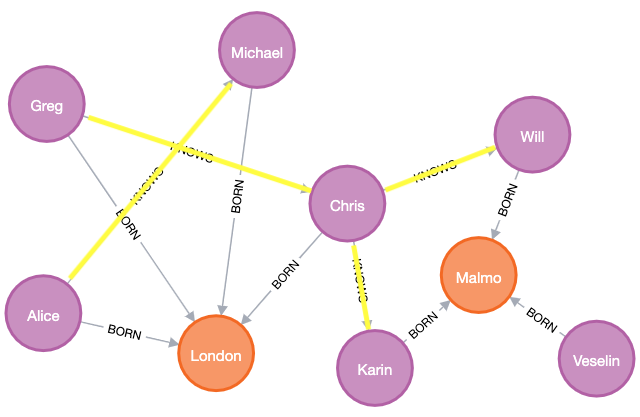 Michael
Greg
KNOWS
Will
KNOWS
KNOWS
Chris
BORN
BORN
BORN
KNOWS
BORN
Malmo
Alice
BORN
BORN
BORN
London
Karin
Veselin